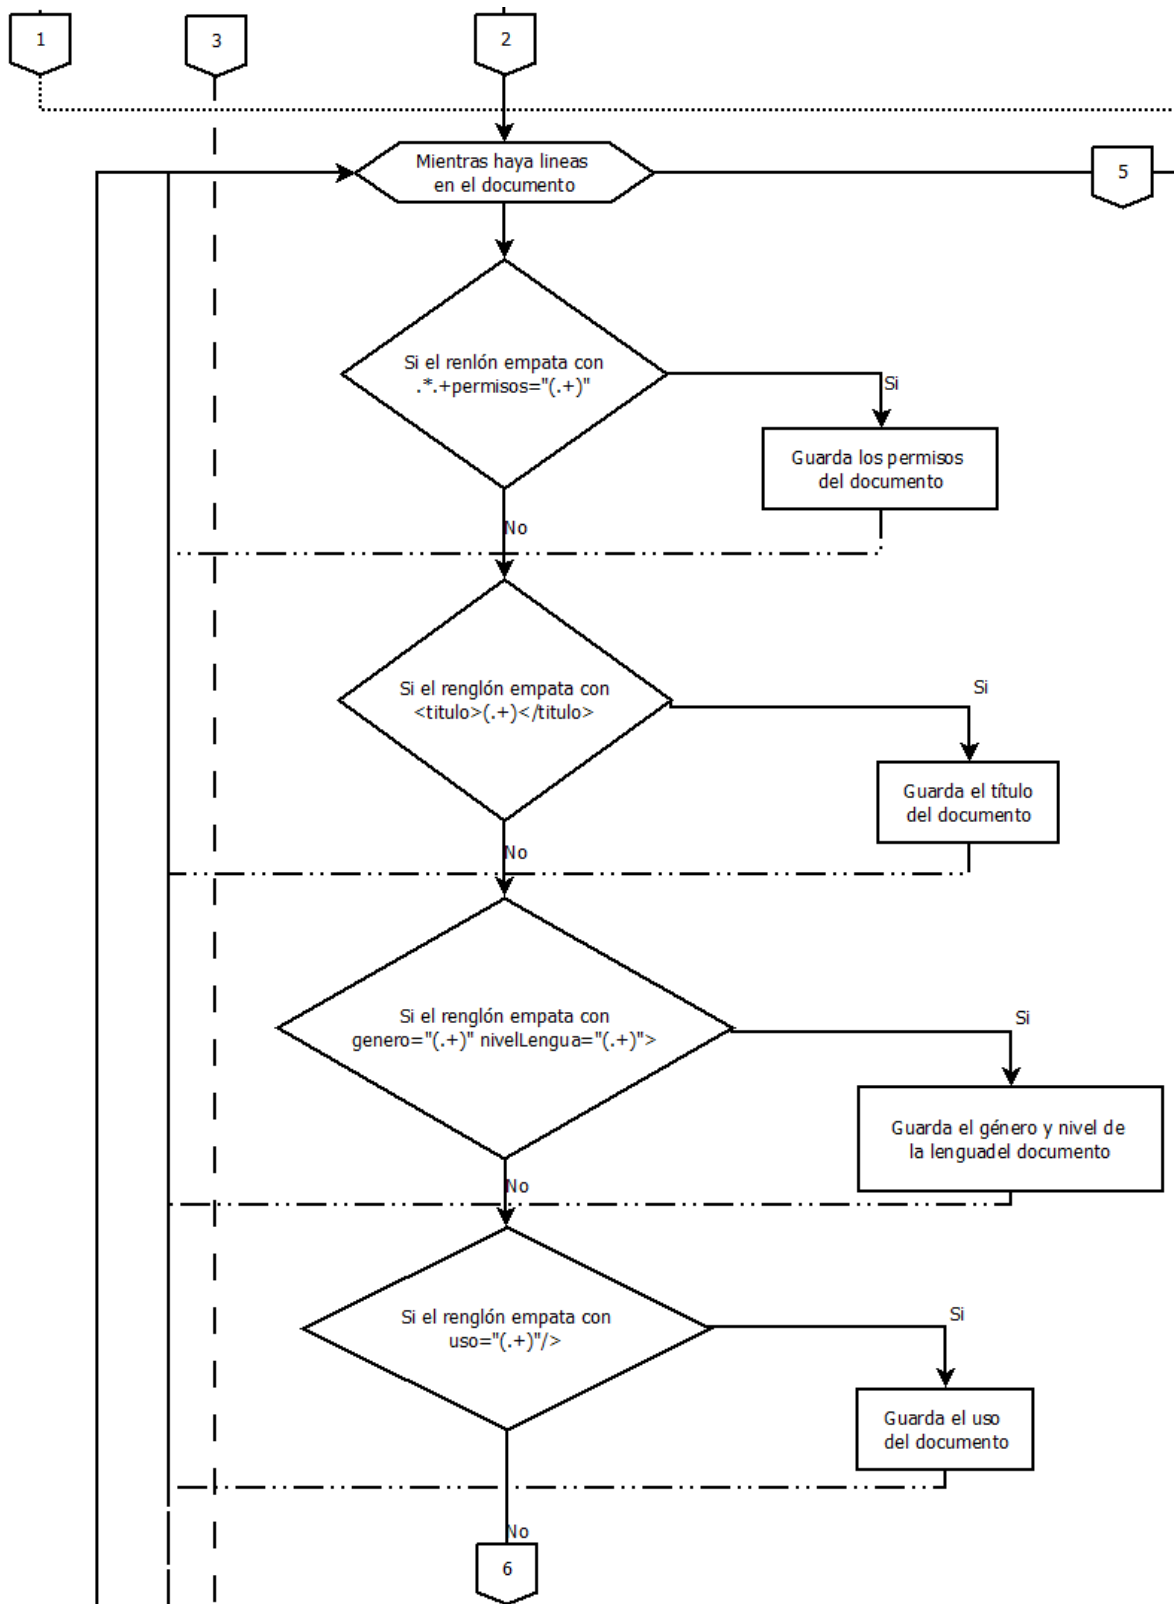 1
3
2
Mientras haya lineas
en el documento
5
Si el renlón empata con
.*.+permisos="(.+)"
Si
Guarda los permisos
del documento
No
Si el renglón empata con
<titulo>(.+)</titulo>
Si
Guarda el título
del documento
No
Si el renglón empata con
genero="(.+)" nivelLengua="(.+)">
Si
Guarda el género y nivel de
la lenguadel documento
No
Si el renglón empata con
uso="(.+)"/>
Si
Guarda el uso
del documento
No
6